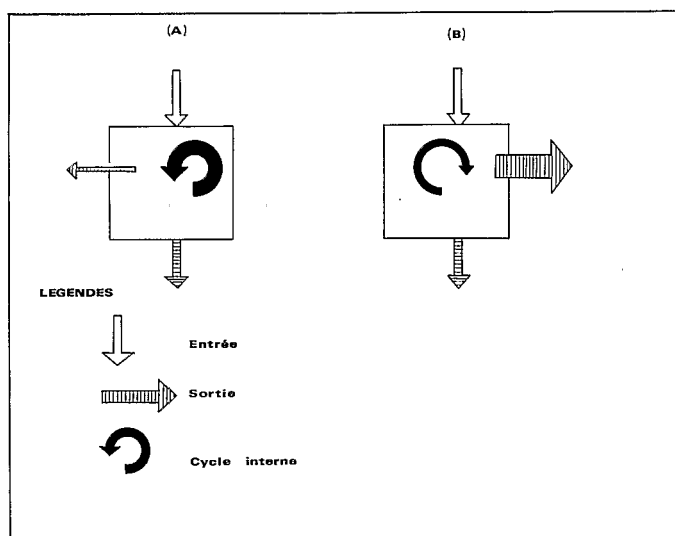 (A)
(B)
LEGENDES
Entrée
Sortie
Cycle interne